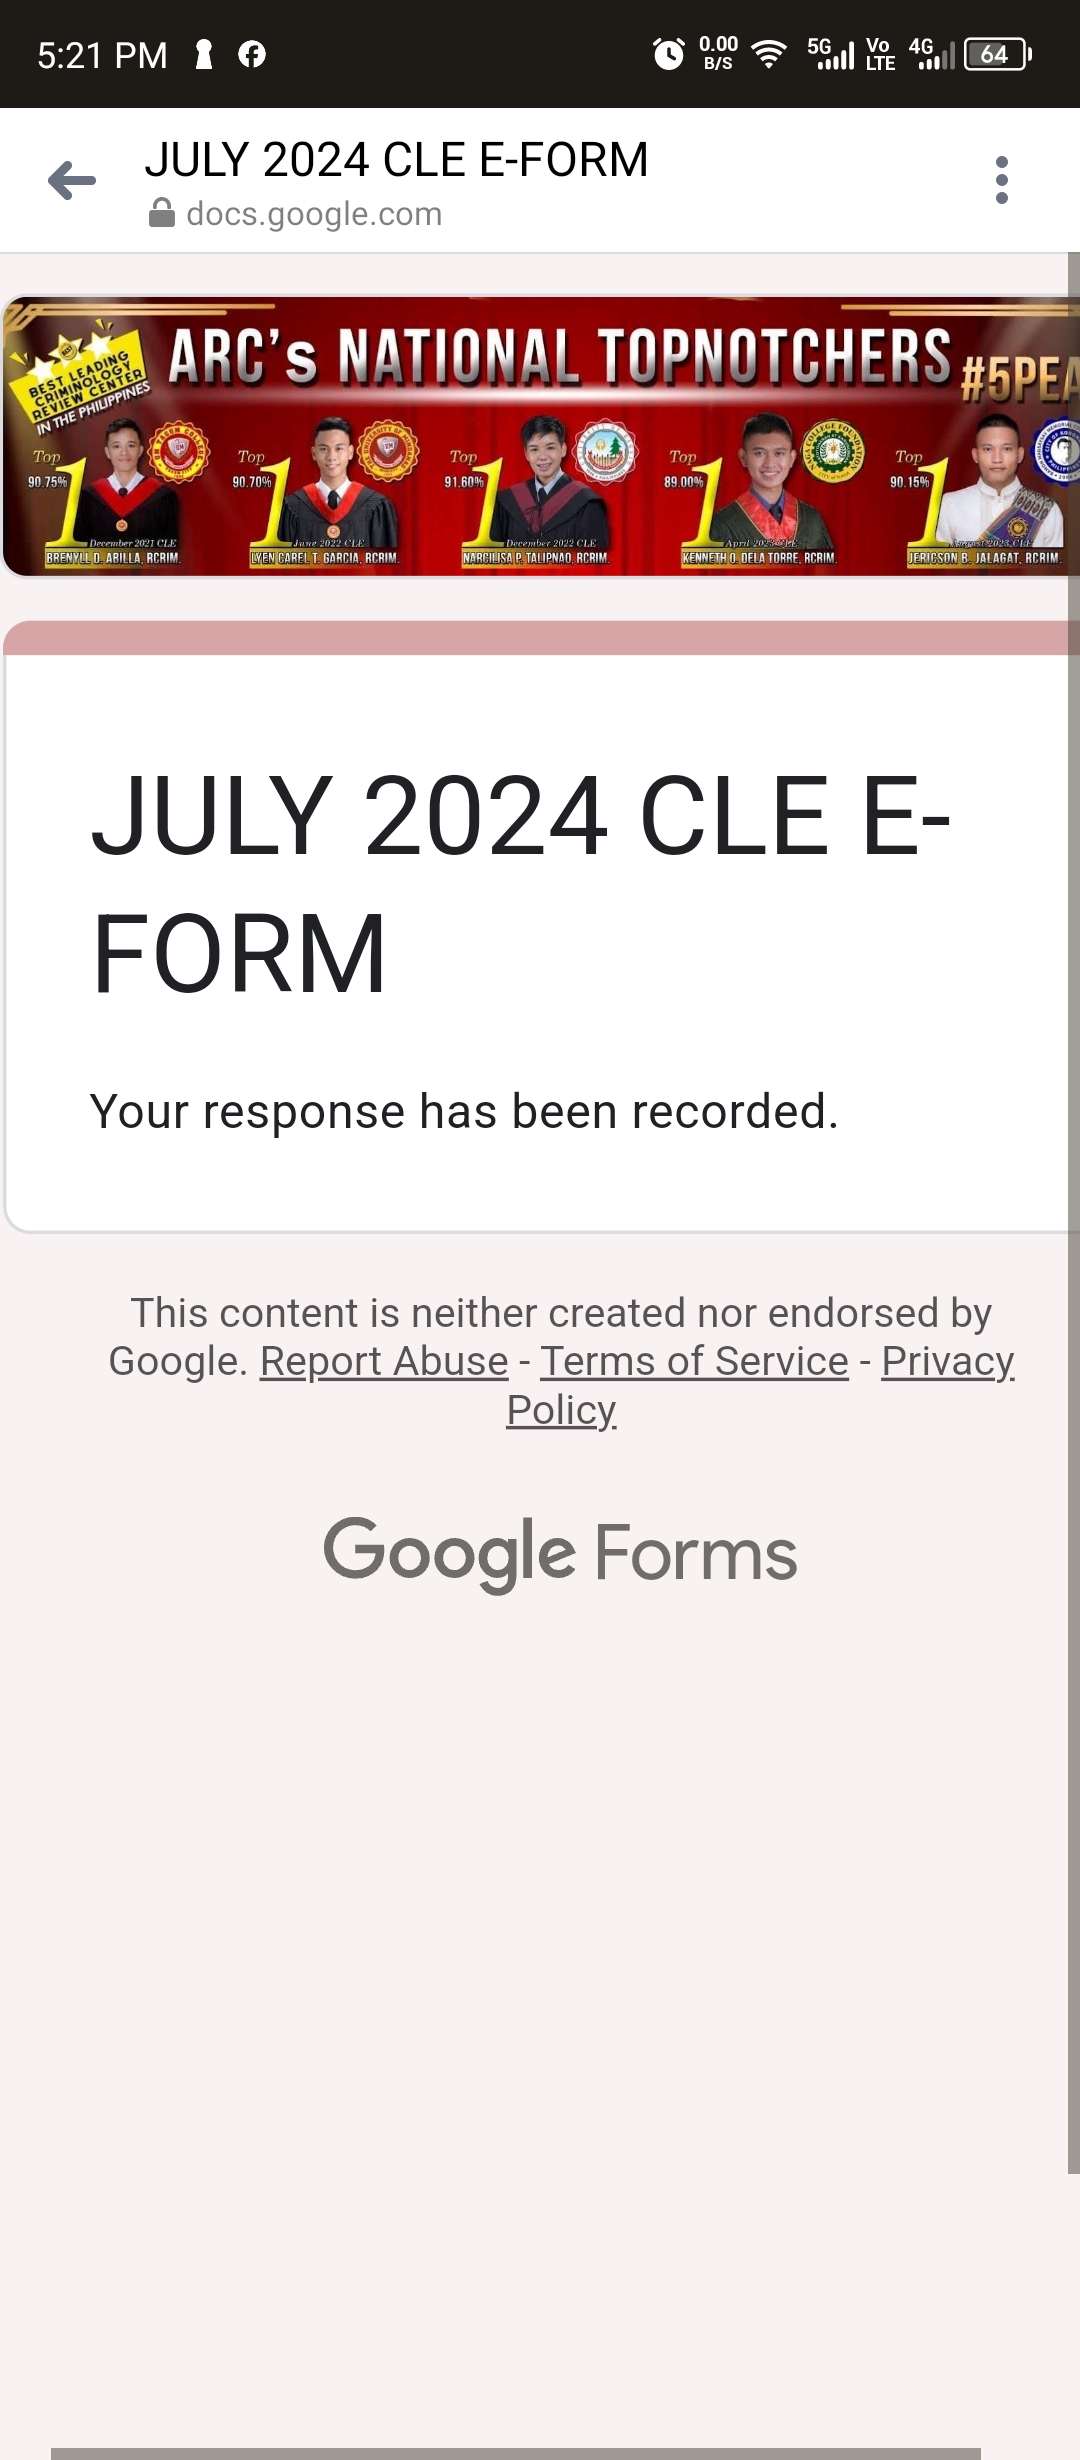 5:21 PM
0.00 B/S
5G
Vo LTE
4G
64
JULY 2024 CLE E-FORM
docs.google.com
BEST LEADING
CRIMINOLOGY
REVIEW CENTER
IN THE PHILIPPINES
ARC's NATIONAL TOPNOTCHERS
#5PEA
Top 1 90.75%
December 2021 CLE
BRENYLL D. ABILLA, RCRIM.
Top 1 90.70%
June 2022 CLE
LYEN CAREL T. GARCIA, RCRIM.
Top 1 91.60%
December 2022 CLE
NARCILISA P. TALIPNAO, RCRIM.
Top 1 89.00%
April 2023 CLE
KENNETH O. DELA TORRE, RCRIM.
Top 1 90.15%
August 2023 CLE
JERICSON B. JALAGAT, RCRIM.
JULY 2024 CLE E-
FORM
Your response has been recorded.
This content is neither created nor endorsed by
Google. Report Abuse - Terms of Service - Privacy
Policy
Google Forms